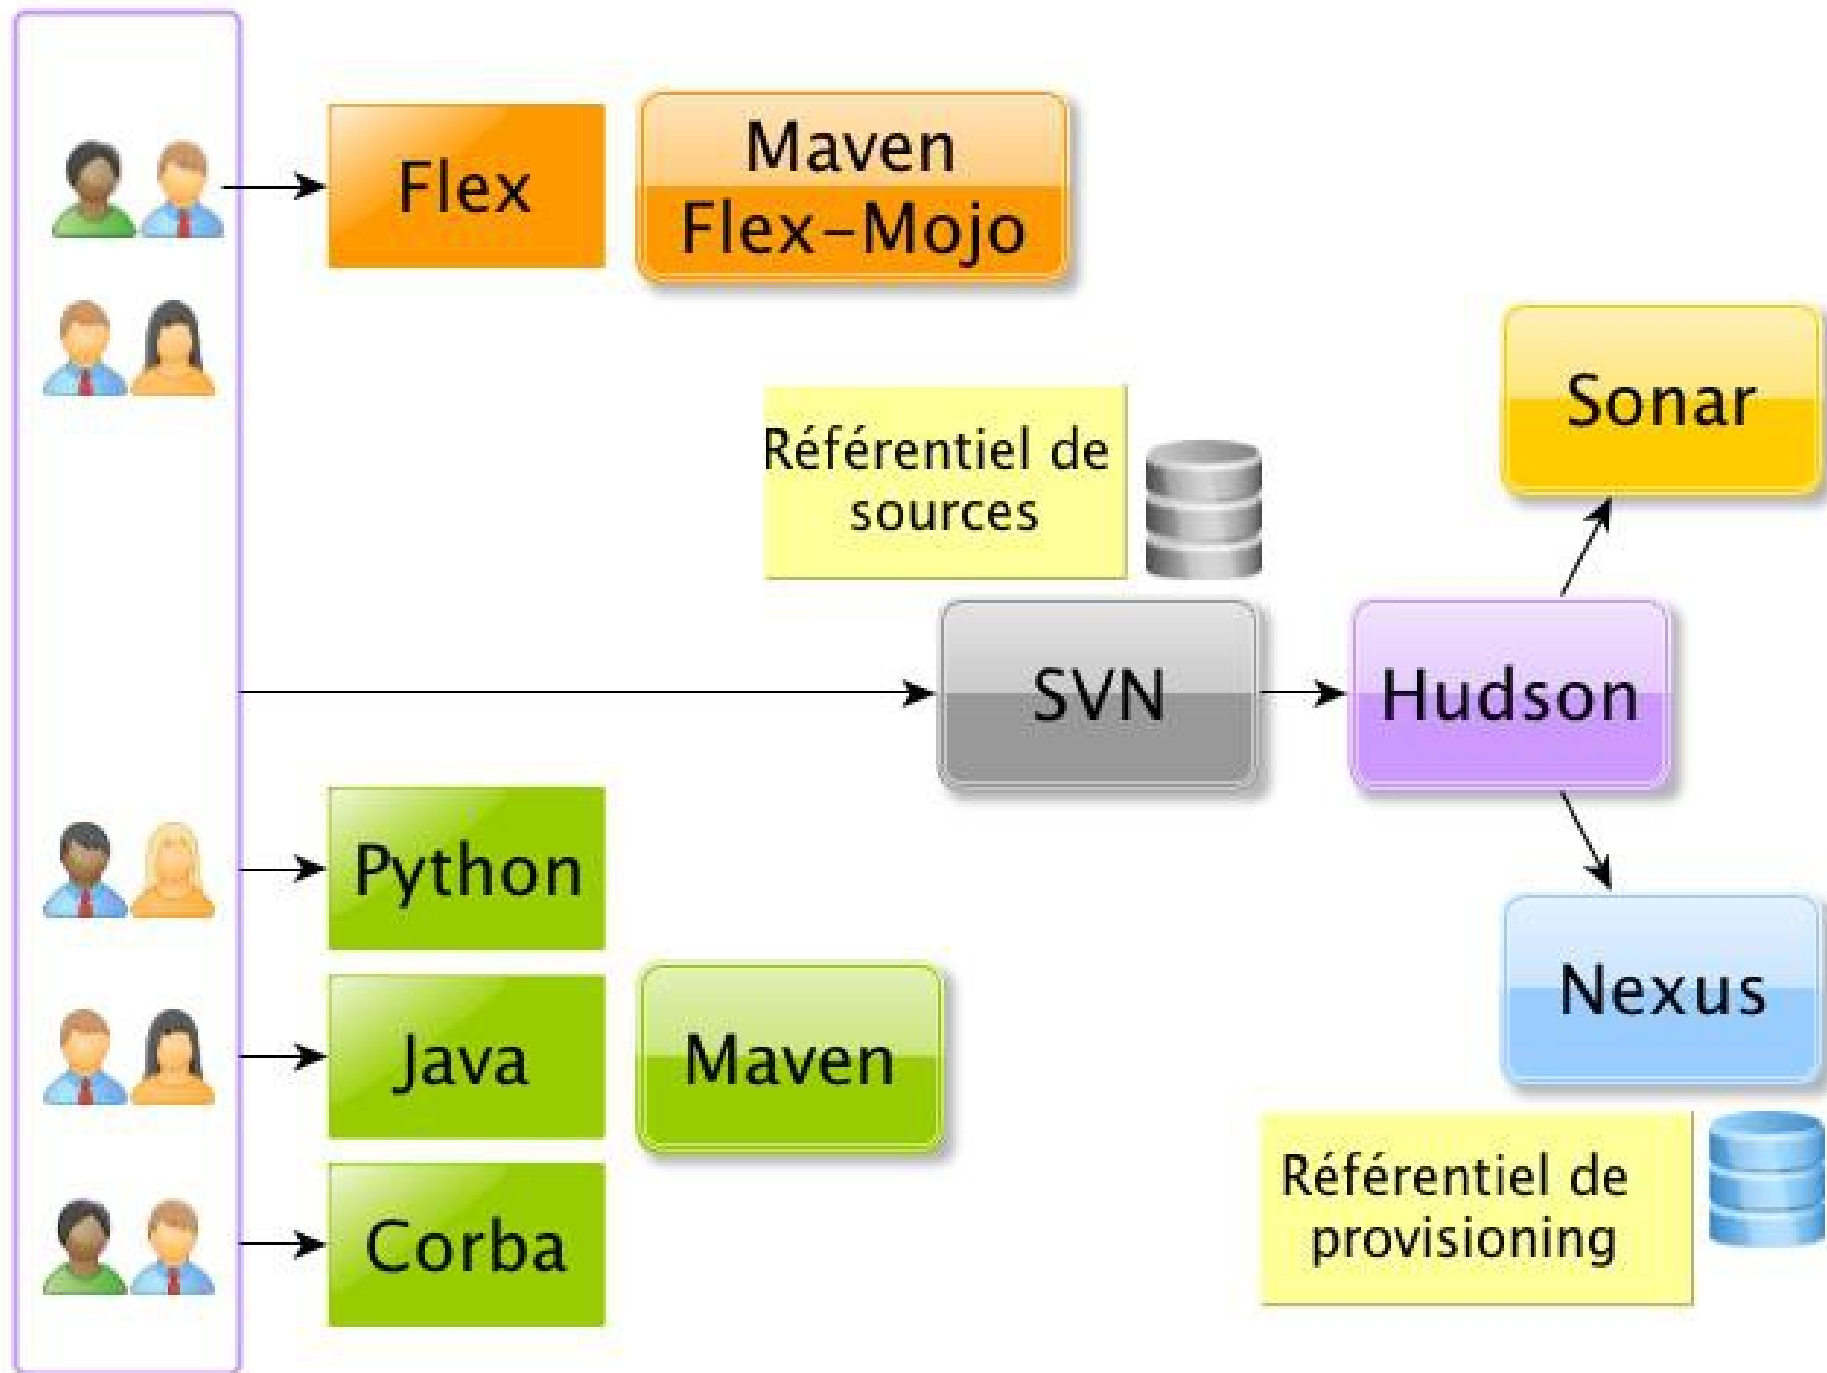 Flex
Maven
Flex-Mojo
Sonar
Référentiel de
sources
SVN
Hudson
Python
Java
Maven
Nexus
Corba
Référentiel de
provisioning